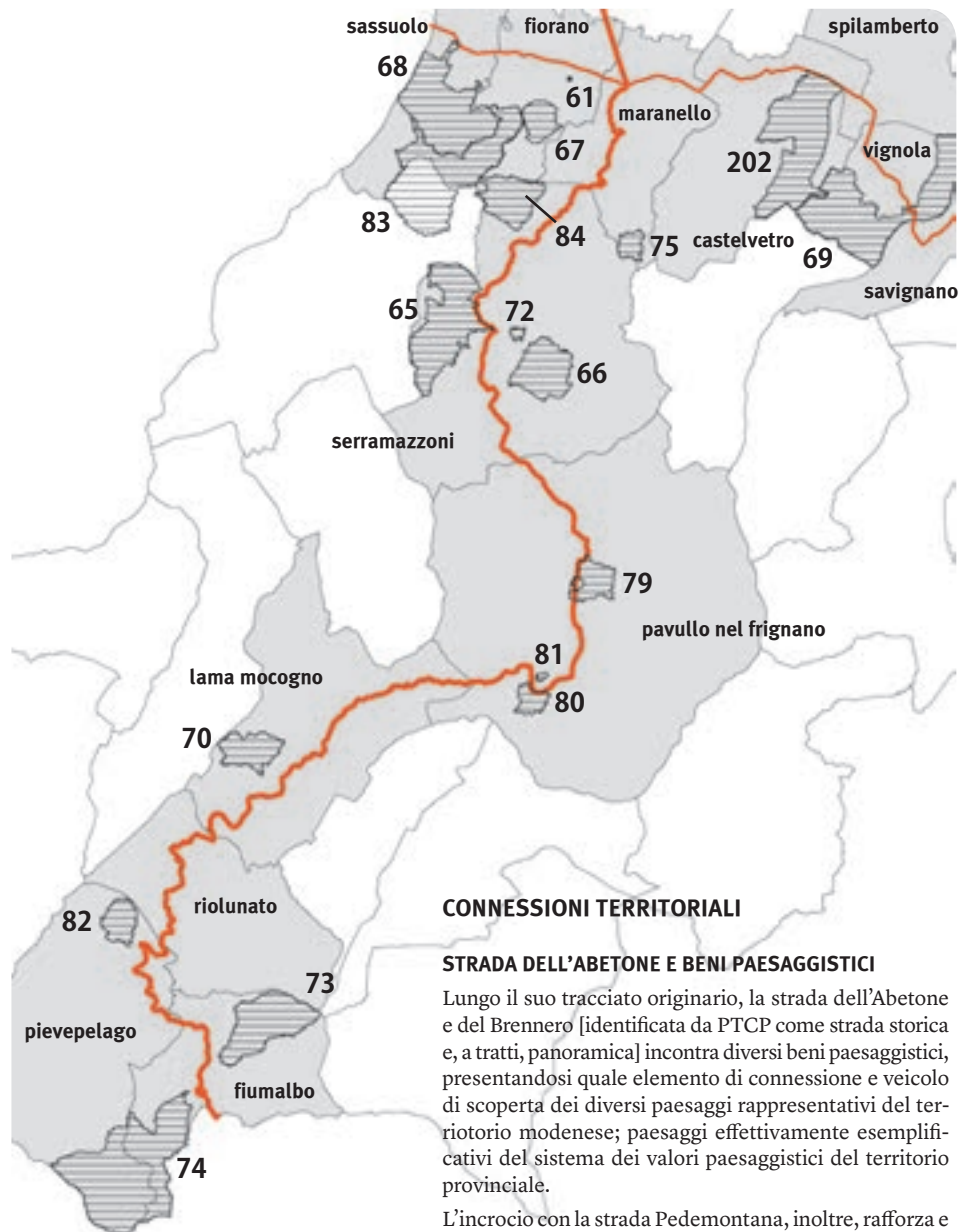 sassuolo
fiorano
spilamberto
68
61
maranello
67
202
vignola
83
84
75
castelvetro
69
savignano
65
72
66
serramazzoni
79
pavullo nel frignano
81
lama mocogno
80
70
riolunato
82
73
pievepelago
fiumalbo
74
CONNESSIONI TERRITORIALI
STRADA DELL’ABETONE E BENI PAESAGGISTICI
Lungo il suo tracciato originario, la strada dell’Abetone
e del Brennero [identificata da PTCP come strada storica
e, a tratti, panoramica] incontra diversi beni paesaggistici,
presentandosi quale elemento di connessione e veicolo
di scoperta dei diversi paesaggi rappresentativi del ter-
riotorio modenese; paesaggi effettivamente esemplifi-
cativi del sistema dei valori paesaggistici del territorio
provinciale.
L’incrocio con la strada Pedemontana, inoltre, rafforza e